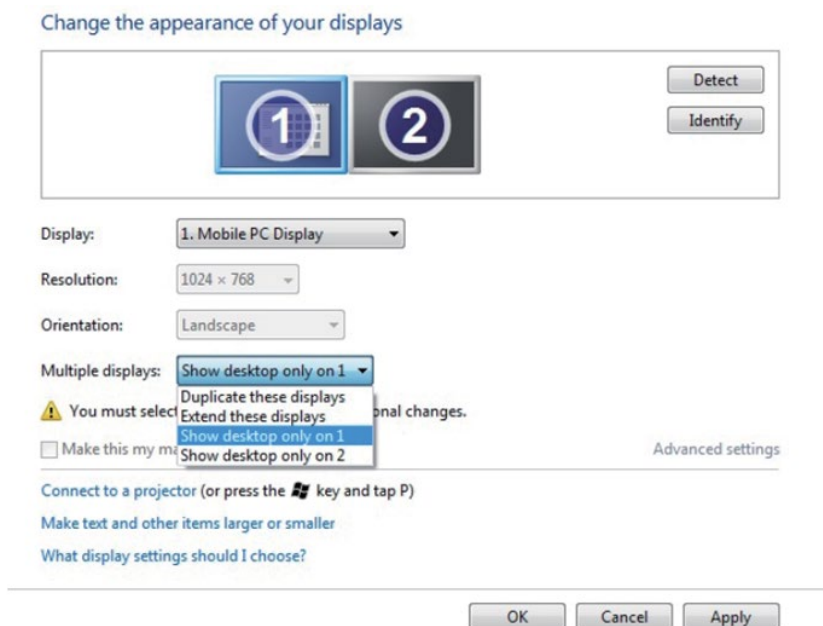 Change the appearance of your displays
1 2
Detect
Identify
Display: 1. Mobile PC Display
Resolution: 1024 × 768
Orientation: Landscape
Multiple displays: Show desktop only on 1
Duplicate these displays
You must select onal changes.
Extend these displays
Show desktop only on 1
Make this my ma Advanced settings
Show desktop only on 2
Connect to a projector (or press the key and tap P)
Make text and other items larger or smaller
What display settings should I choose?
OK Cancel Apply